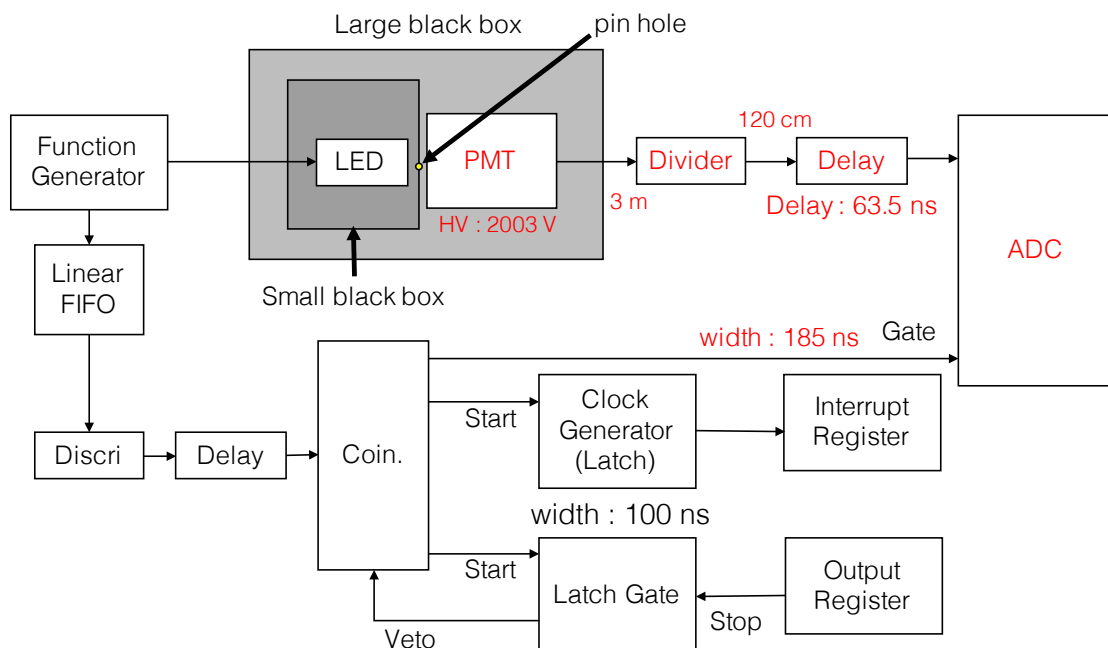 Large black box
pin hole
Function
Generator
LED
PMT
HV : 2003 V
3 m
Divider
120 cm
Delay
Delay : 63.5 ns
ADC
Linear
FIFO
Small black box
width : 185 ns
Gate
Discri
Delay
Coin.
Start
Clock
Generator
(Latch)
Interrupt
Register
width : 100 ns
Start
Latch Gate
Output
Register
Stop
Veto